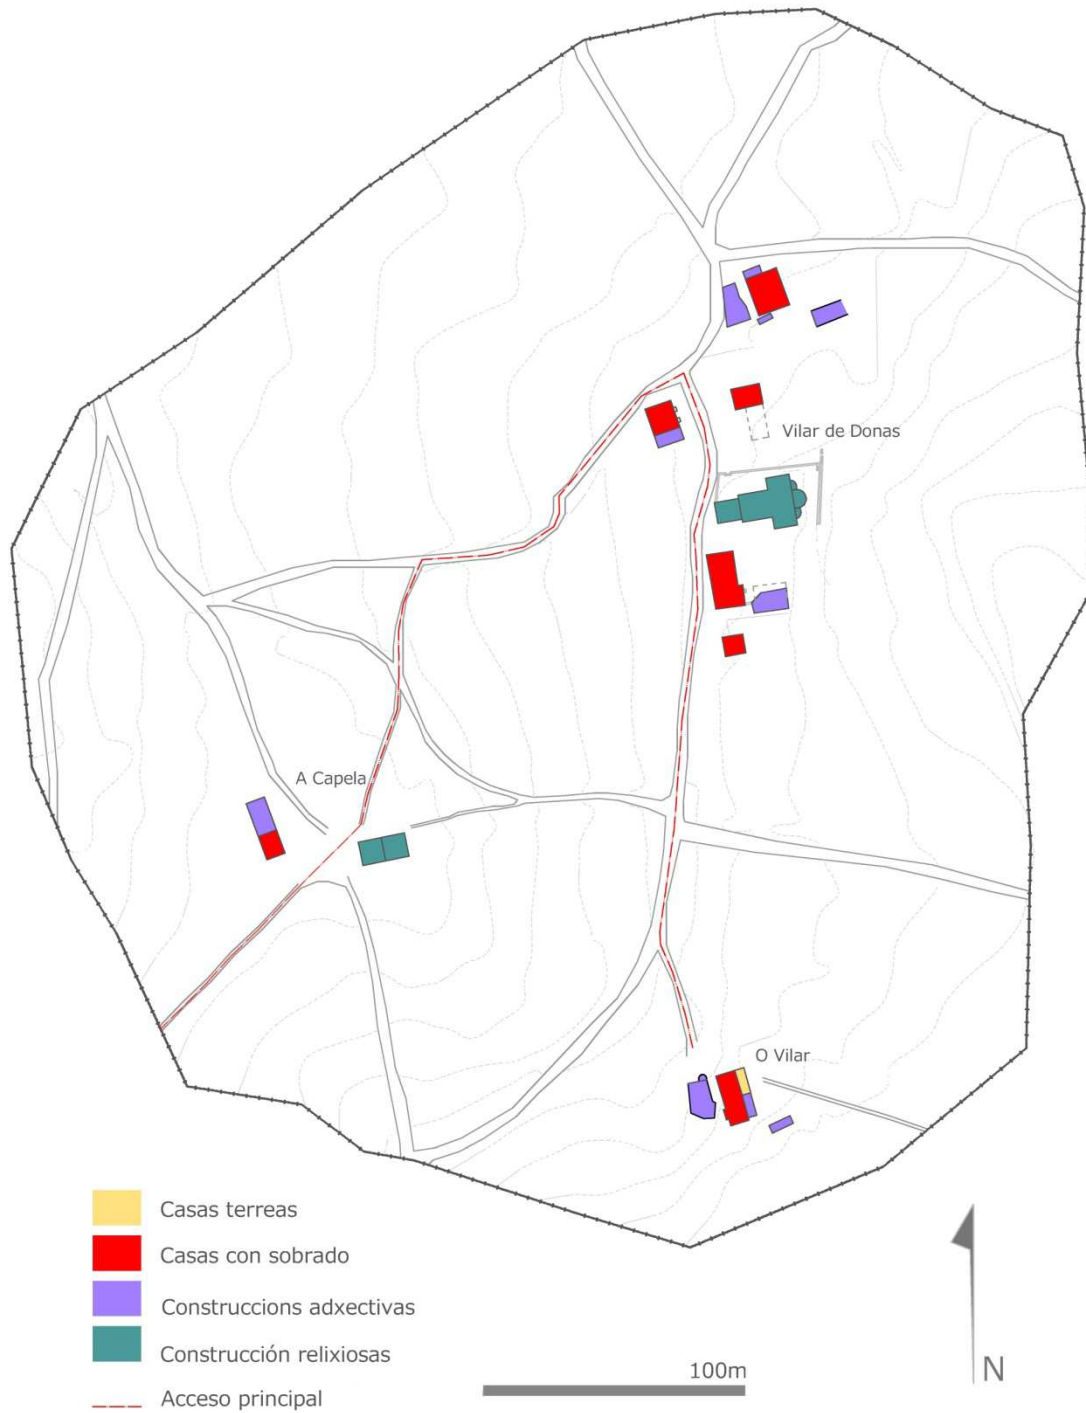 Vilar de Donas
A Capela
O Vilar
Casas terreas
Casas con sobrado
Construccions adxectivas
Construcción relixiosas
Acceso principal
100m
N